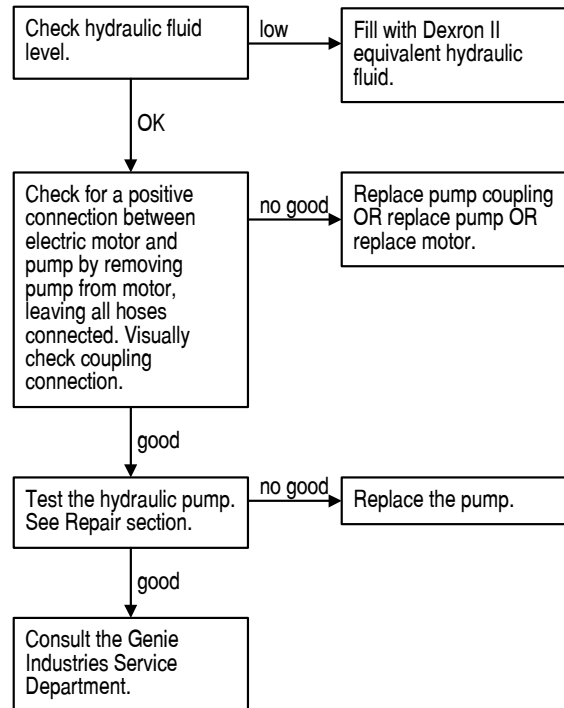 Check hydraulic fluid
level.
low
Fill with Dexron II
equivalent hydraulic
fluid.
OK
Check for a positive
connection between
electric motor and
pump by removing
pump from motor,
leaving all hoses
connected. Visually
check coupling
connection.
no good
Replace pump coupling
OR replace pump OR
replace motor.
good
Test the hydraulic pump.
See Repair section.
no good
Replace the pump.
good
Consult the Genie
Industries Service
Department.